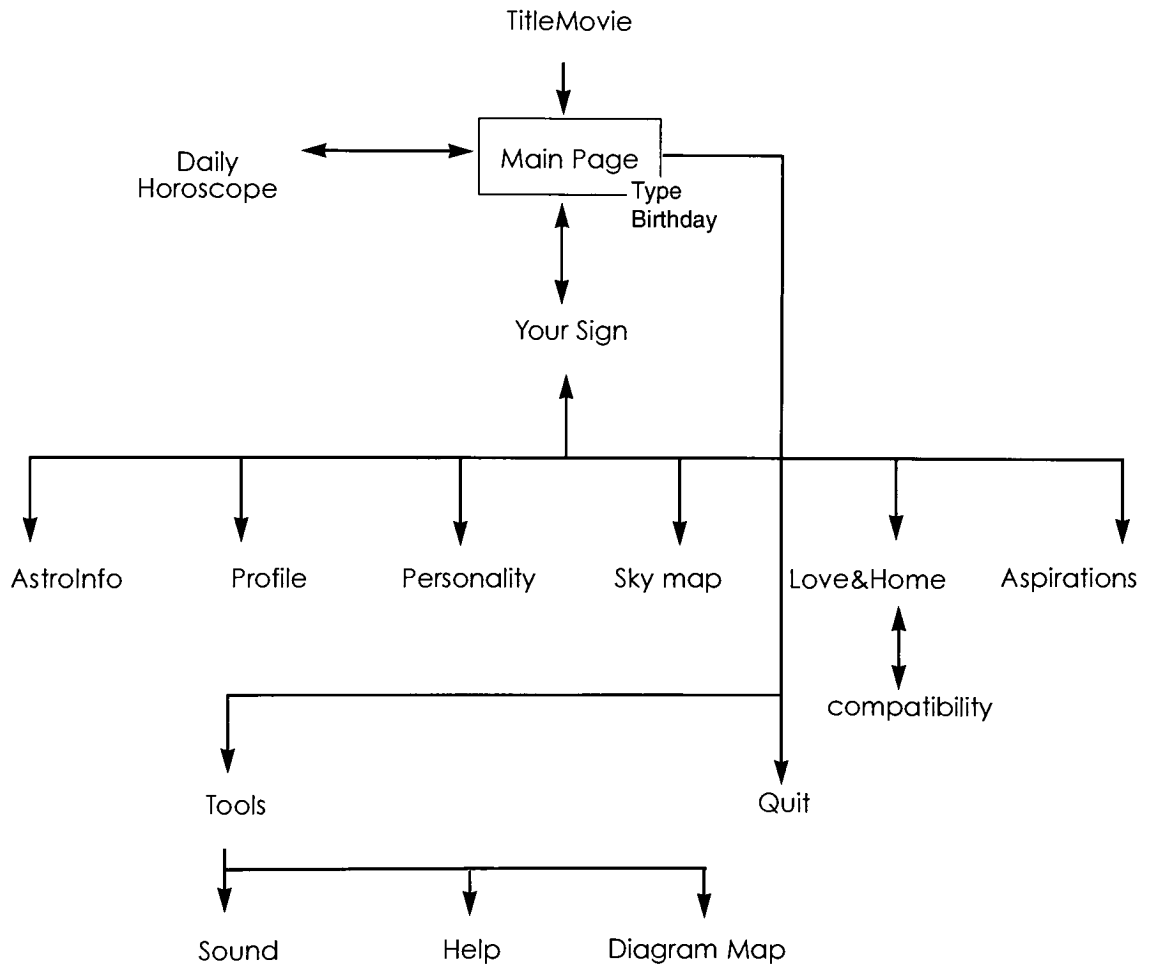 TitleMovie
Main Page
Daily
Horoscope
Type
Birthday
Your Sign
AstroInfo
Profile
Personality
Sky map
Love&Home
Aspirations
compatibility
Tools
Quit
Sound
Help
Diagram Map